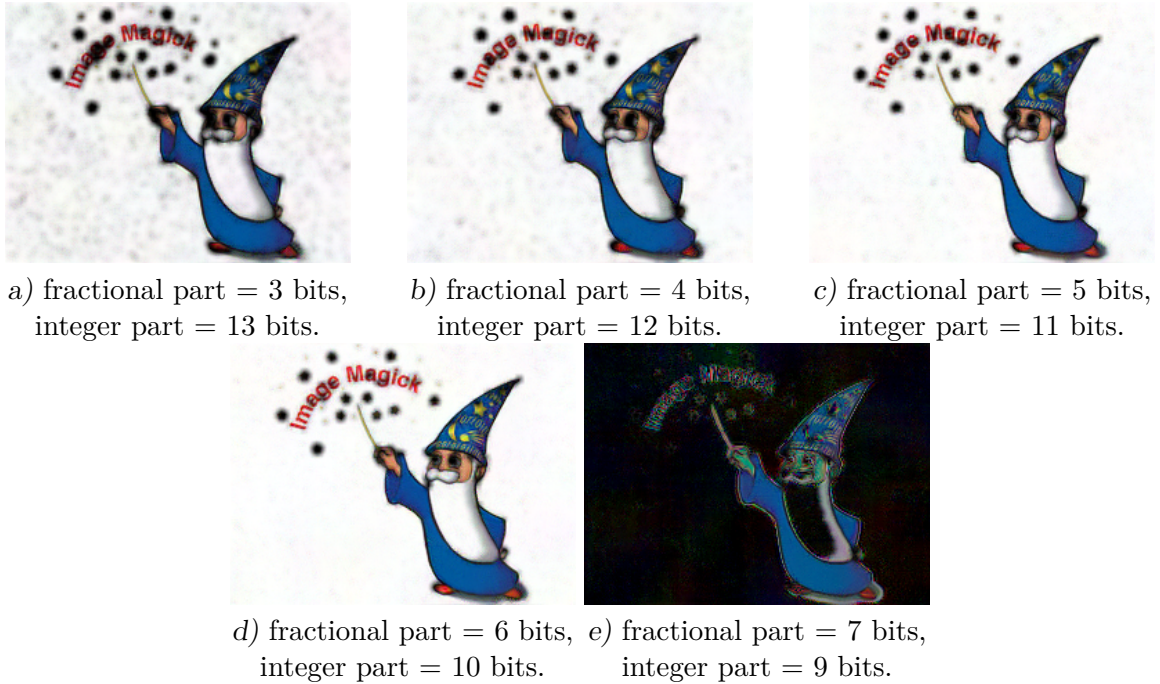 Image Magick
Image Magick
Image Magick
a) fractional part = 3 bits,
integer part = 13 bits.
b) fractional part = 4 bits,
integer part = 12 bits.
c) fractional part = 5 bits,
integer part = 11 bits.
Image Magick
Image Magick
d) fractional part = 6 bits,
integer part = 10 bits.
e) fractional part = 7 bits,
integer part = 9 bits.